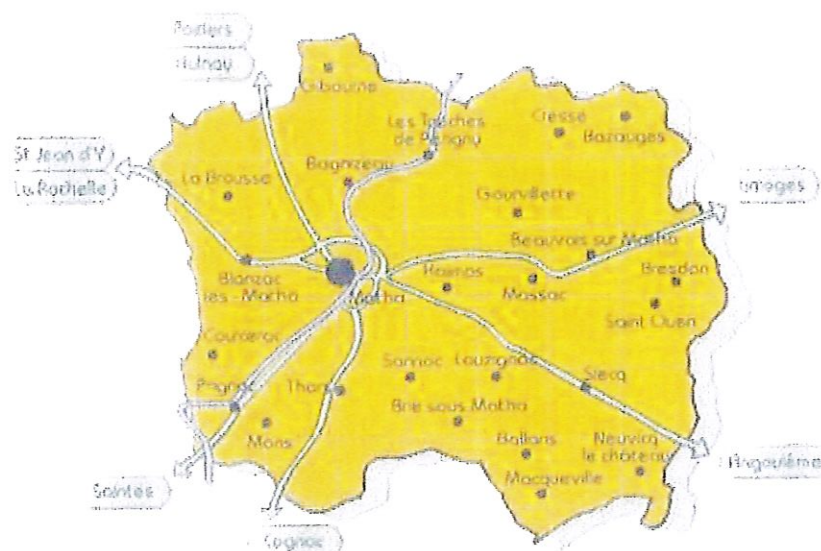 Poitiers
Aulnay
Gibourne
Les Touches
de Périgny
Cressé
Bazauges
St Jean d'Y
La Rochelle
La Brousse
Bagnizeau
Gourvillette
Limoges
Beauvais sur Matha
Blanzac
les-Matha
Matha
Haimps
Massac
Bresdon
Saint Ouen
Courcerac
Sonnac
Louzignac
Siecq
Prignac
Thors
Brie sous Matha
Mons
Ballans
Neuvicq
le château
Angoulême
Saintes
Macqueville
Cognac